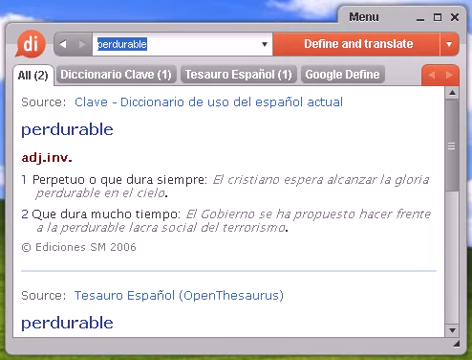 Menu
di
perdurable
Define and translate
All (2)
Diccionario Clave (1)
Tesauro Español (1)
Google Define
Source: Clave - Diccionario de uso del español actual
perdurable
adj.inv.
1 Perpetuo o que dura siempre: El cristiano espera alcanzar la gloria
perdurable en el cielo.
2 Que dura mucho tiempo: El Gobierno se ha propuesto hacer frente
a la perdurable lacra social del terrorismo.
© Ediciones SM 2006
Source: Tesauro Español (OpenThesaurus)
perdurable